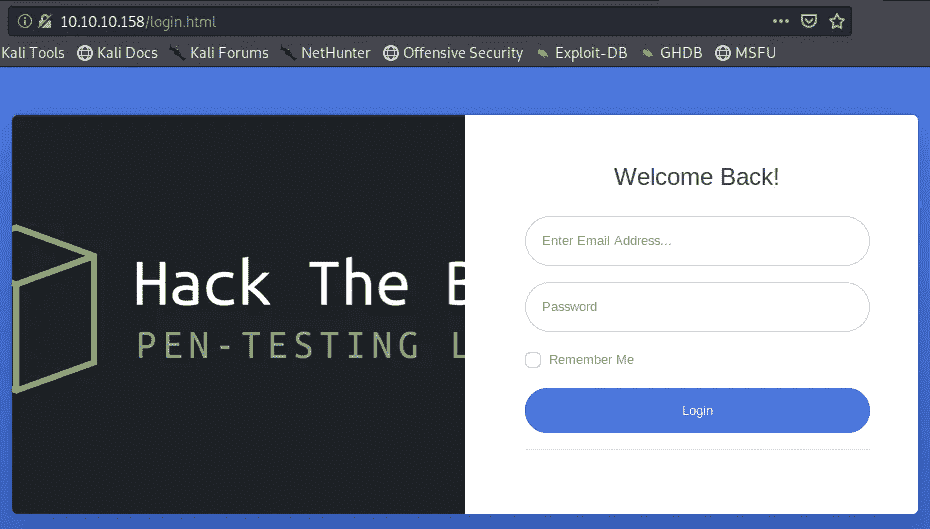 10.10.10.158/login.html
Kali Tools Kali Docs Kali Forums NetHunter Offensive Security Exploit-DB GHDB MSFU
Hack The
PEN-TESTING L
Welcome Back!
Enter Email Address...
Password
Remember Me
Login